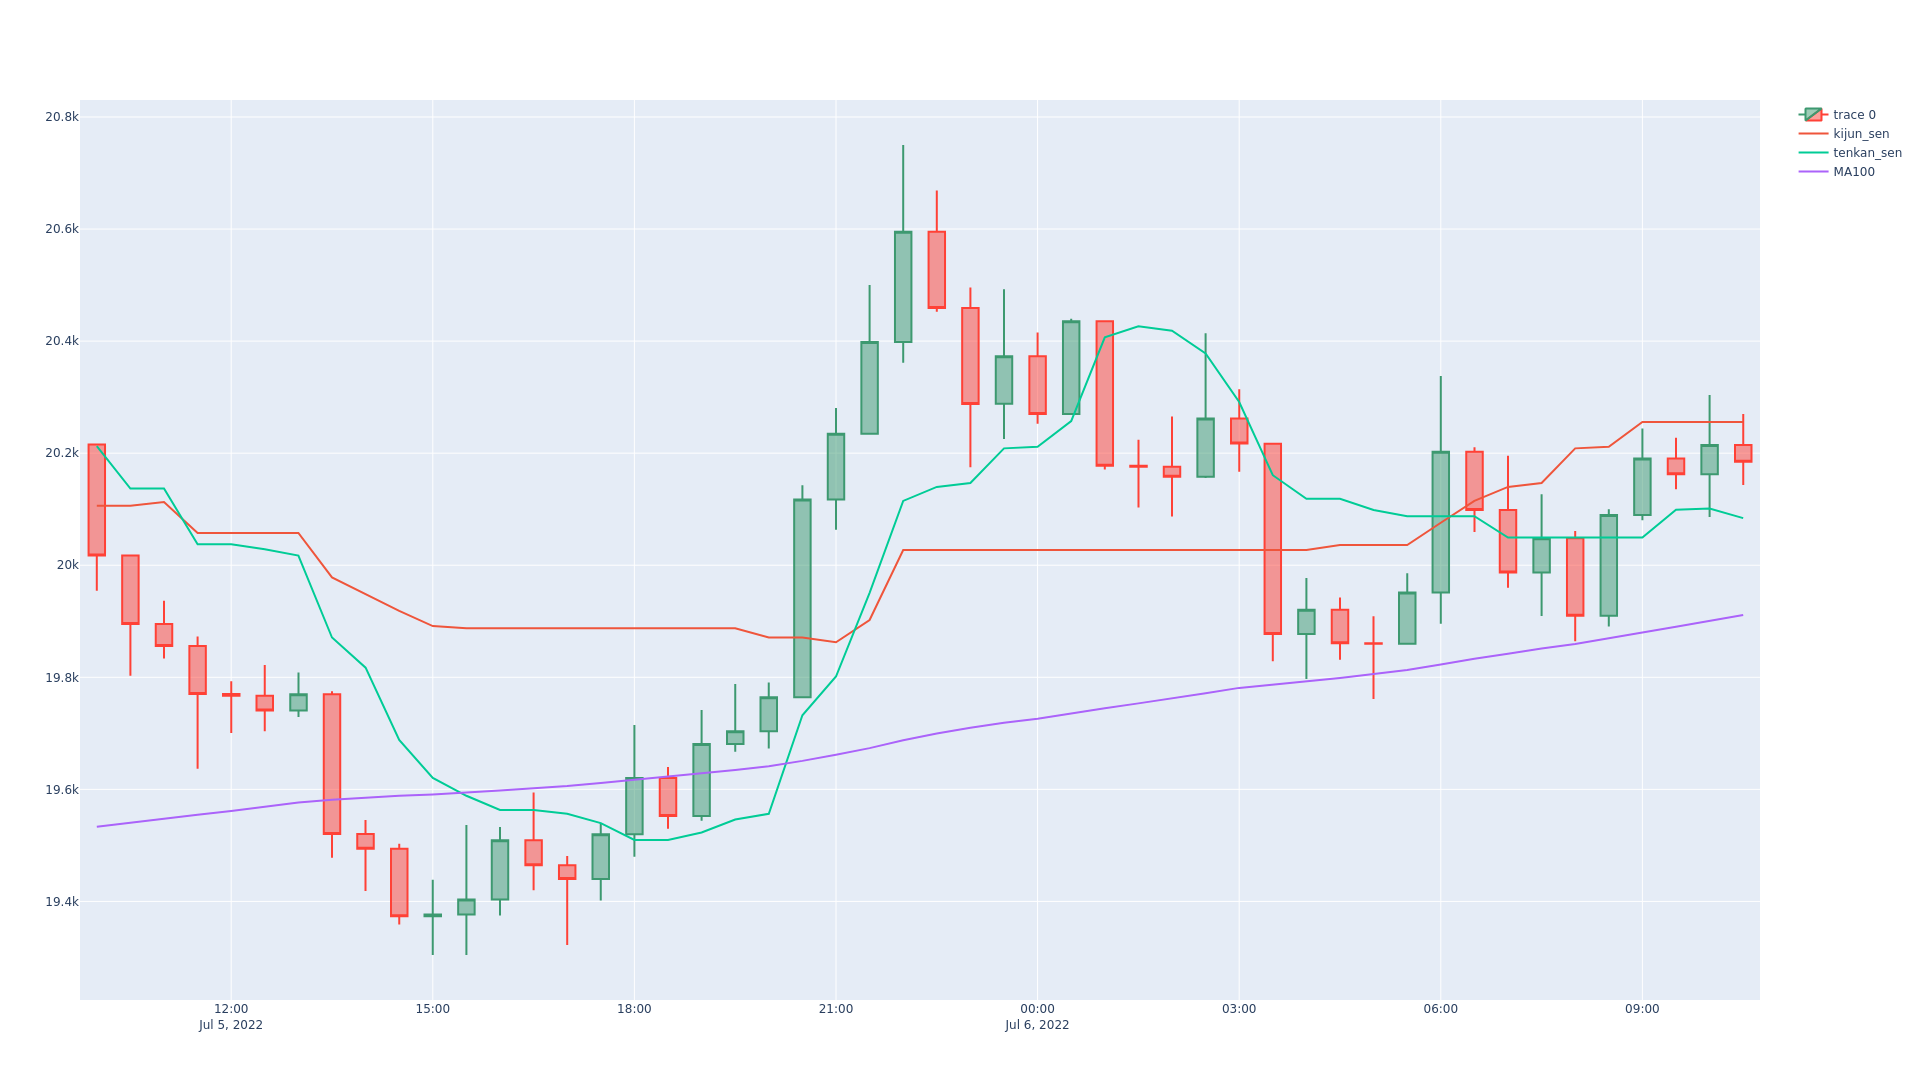 20.8k
20.6k
20.4k
20.2k
20k
19.8k
19.6k
19.4k
12:00
Jul 5, 2022
15:00
18:00
21:00
00:00
Jul 6, 2022
03:00
06:00
09:00
trace 0
kijun_sen
tenkan_sen
MA100